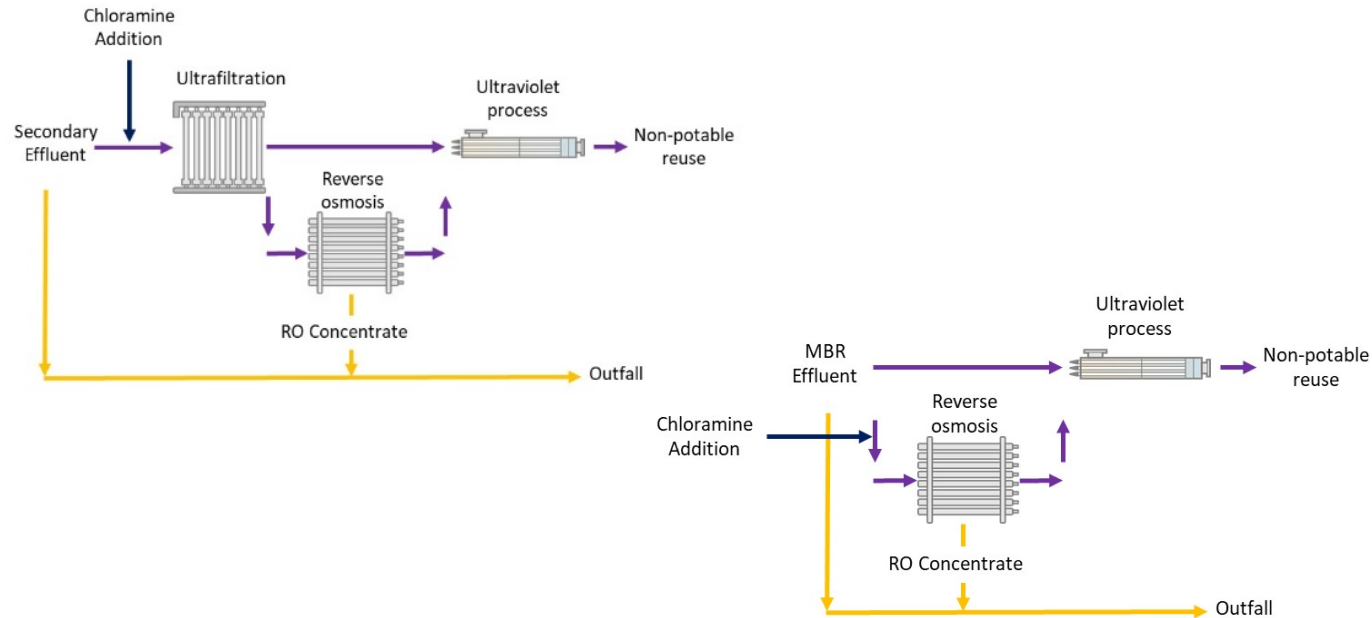 Chloramine
Addition
Ultrafiltration
Ultraviolet
process
Secondary
Effluent
Non-potable
reuse
Reverse
osmosis
RO Concentrate
Outfall
Ultraviolet
process
MBR
Effluent
Non-potable
reuse
Chloramine
Addition
Reverse
osmosis
RO Concentrate
Outfall